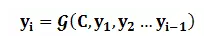 yᵢ = 𝒢(C, y₁, y₂ … yᵢ₋₁)